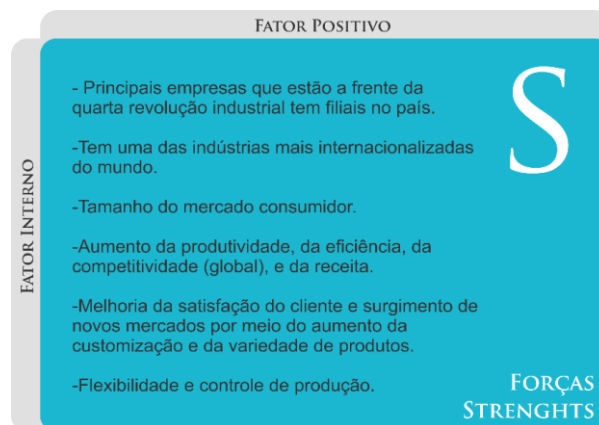 FATOR POSITIVO
FATOR INTERNO
S
- Principais empresas que estão a frente da
quarta revolução industrial tem filiais no país.
-Tem uma das indústrias mais internacionalizadas
do mundo.
-Tamanho do mercado consumidor.
-Aumento da produtividade, da eficiência, da
competitividade (global), e da receita.
-Melhoria da satisfação do cliente e surgimento de
novos mercados por meio do aumento da
customização e da variedade de produtos.
-Flexibilidade e controle de produção.
FORÇAS
STRENGHTS